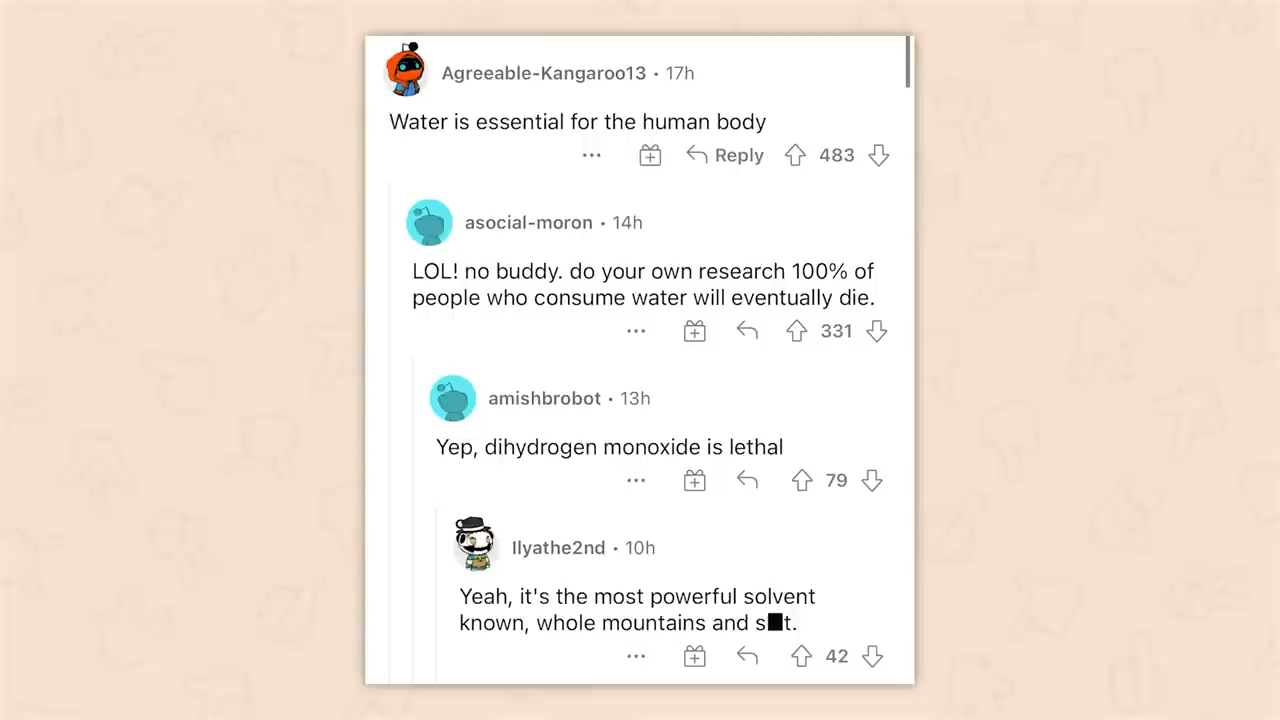 Agreeable-Kangaroo13 • 17h
Water is essential for the human body
Reply 483
asocial-moron • 14h
LOL! no buddy. do your own research 100% of
people who consume water will eventually die.
331
amishbrobot • 13h
Yep, dihydrogen monoxide is lethal
79
Ilyathe2nd • 10h
Yeah, it's the most powerful solvent
known, whole mountains and s█t.
42